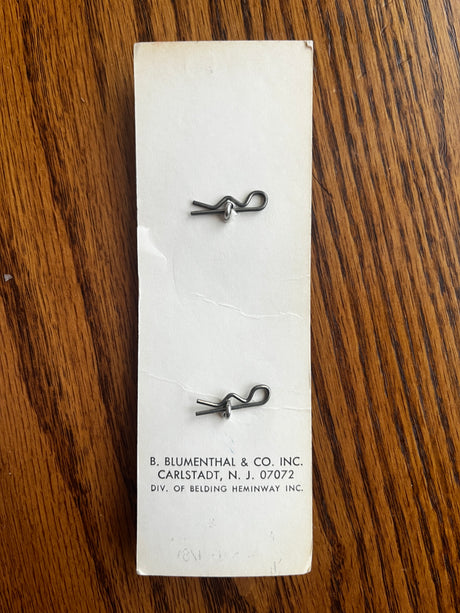 B. BLUMENTHAL & CO. INC.
CARLSTADT, N. J. 07072
DIV. OF BELDING HEMINWAY INC.